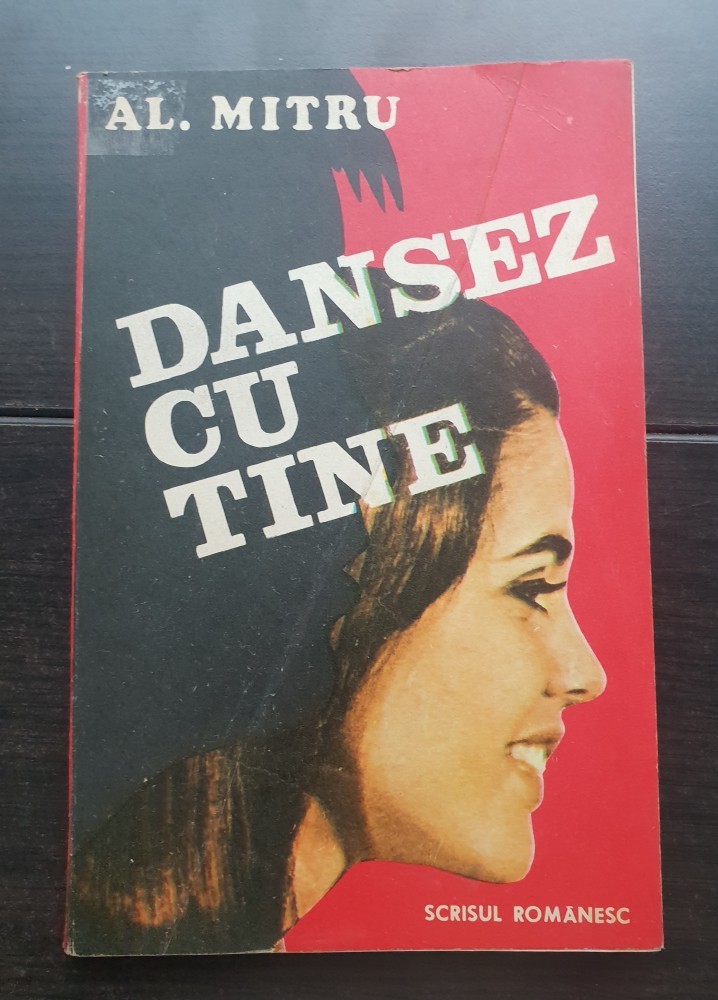 AL. MITRU
DANSEZ
CU
TINE
SCRISUL ROMÂNESC